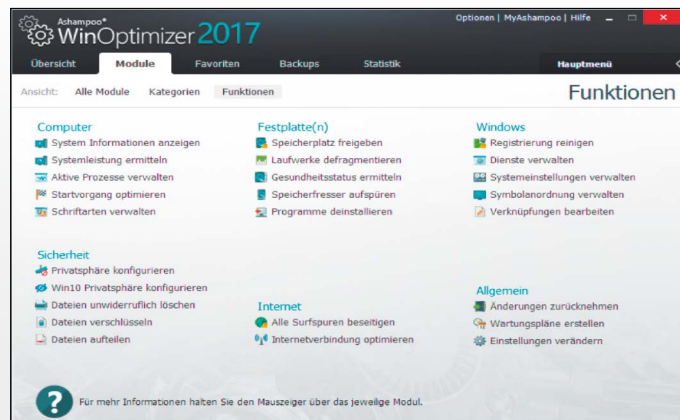 Ashampoo®
WinOptimizer 2017
Optionen | MyAshampoo | Hilfe
Übersicht Module Favoriten Backups Statistik Hauptmenü
Ansicht: Alle Module Kategorien Funktionen
Funktionen
Computer
System Informationen anzeigen
Systemleistung ermitteln
Aktive Prozesse verwalten
Startvorgang optimieren
Schriftarten verwalten
Festplatte(n)
Speicherplatz freigeben
Laufwerke defragmentieren
Gesundheitsstatus ermitteln
Speicherfresser aufspüren
Programme deinstallieren
Windows
Registrierung reinigen
Dienste verwalten
Systemeinstellungen verwalten
Symbolanordnung verwalten
Verknüpfungen bearbeiten
Sicherheit
Privatsphäre konfigurieren
Win10 Privatsphäre konfigurieren
Dateien unwiderruflich löschen
Dateien verschlüsseln
Dateien aufteilen
Internet
Alle Surfspuren beseitigen
Internetverbindung optimieren
Allgemein
Änderungen zurücknehmen
Wartungspläne erstellen
Einstellungen verändern
? Für mehr Informationen halten Sie den Mauszeiger über das jeweilige Modul.